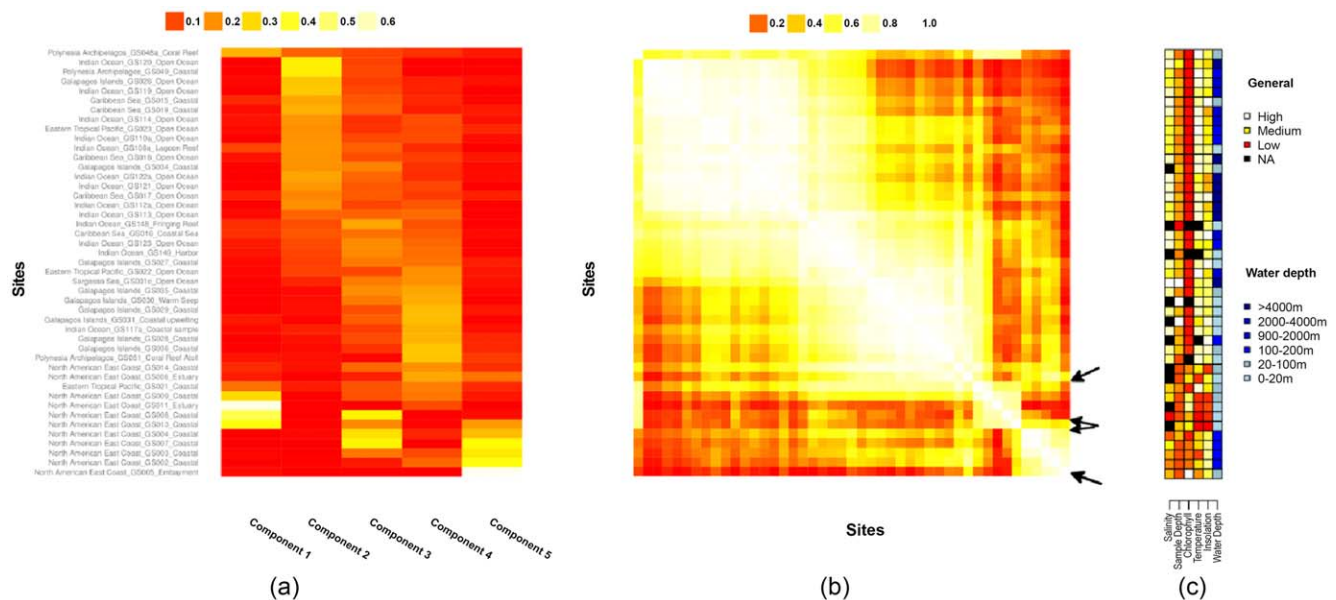 0.1 0.2 0.3 0.4 0.5 0.6
0.2 0.4 0.6 0.8 1.0
Sites
Polynesia Archipelagos_GS048a_Coral Reef
Indian Ocean_GS120_Open Ocean
Polynesia Archipelagos_GS049_Coastal
Galapagos Islands_GS026_Open Ocean
Indian Ocean_GS119_Open Ocean
Caribbean Sea_GS015_Coastal
Caribbean Sea_GS019_Coastal
Indian Ocean_GS114_Open Ocean
Eastern Tropical Pacific_GS023_Open Ocean
Indian Ocean_GS110a_Open Ocean
Indian Ocean_GS108a_Lagoon Reef
Caribbean Sea_GS018_Open Ocean
Galapagos Islands_GS034_Coastal
Indian Ocean_GS122a_Open Ocean
Indian Ocean_GS121_Open Ocean
Caribbean Sea_GS017_Open Ocean
Indian Ocean_GS112a_Open Ocean
Indian Ocean_GS113_Open Ocean
Indian Ocean_GS148_Fringing Reef
Caribbean Sea_GS016_Coastal Sea
Indian Ocean_GS123_Open Ocean
Indian Ocean_GS149_Harbor
Galapagos Islands_GS027_Coastal
Eastern Tropical Pacific_GS022_Open Ocean
Sargasso Sea_GS001c_Open Ocean
Galapagos Islands_GS035_Coastal
Galapagos Islands_GS030_Warm Seep
Galapagos Islands_GS029_Coastal
Galapagos Islands_GS031_Coastal upwelling
Indian Ocean_GS117a_Coastal sample
Galapagos Islands_GS028_Coastal
Galapagos Islands_GS036_Coastal
Polynesia Archipelagos_GS051_Coral Reef Atoll
North American East Coast_GS014_Coastal
North American East Coast_GS006_Estuary
Eastern Tropical Pacific_GS021_Coastal
North American East Coast_GS009_Coastal
North American East Coast_GS011_Estuary
North American East Coast_GS008_Coastal
North American East Coast_GS013_Coastal
North American East Coast_GS004_Coastal
North American East Coast_GS007_Coastal
North American East Coast_GS003_Coastal
North American East Coast_GS002_Coastal
North American East Coast_GS005_Embayment
Component 1
Component 2
Component 3
Component 4
Component 5
(a)
Sites
Sites
(b)
General
High
Medium
Low
NA
Water depth
>4000m
2000-4000m
900-2000m
100-200m
20-100m
0-20m
Salinity
Sample Depth
Chlorophyll
Temperature
Insolation
Water Depth
(c)